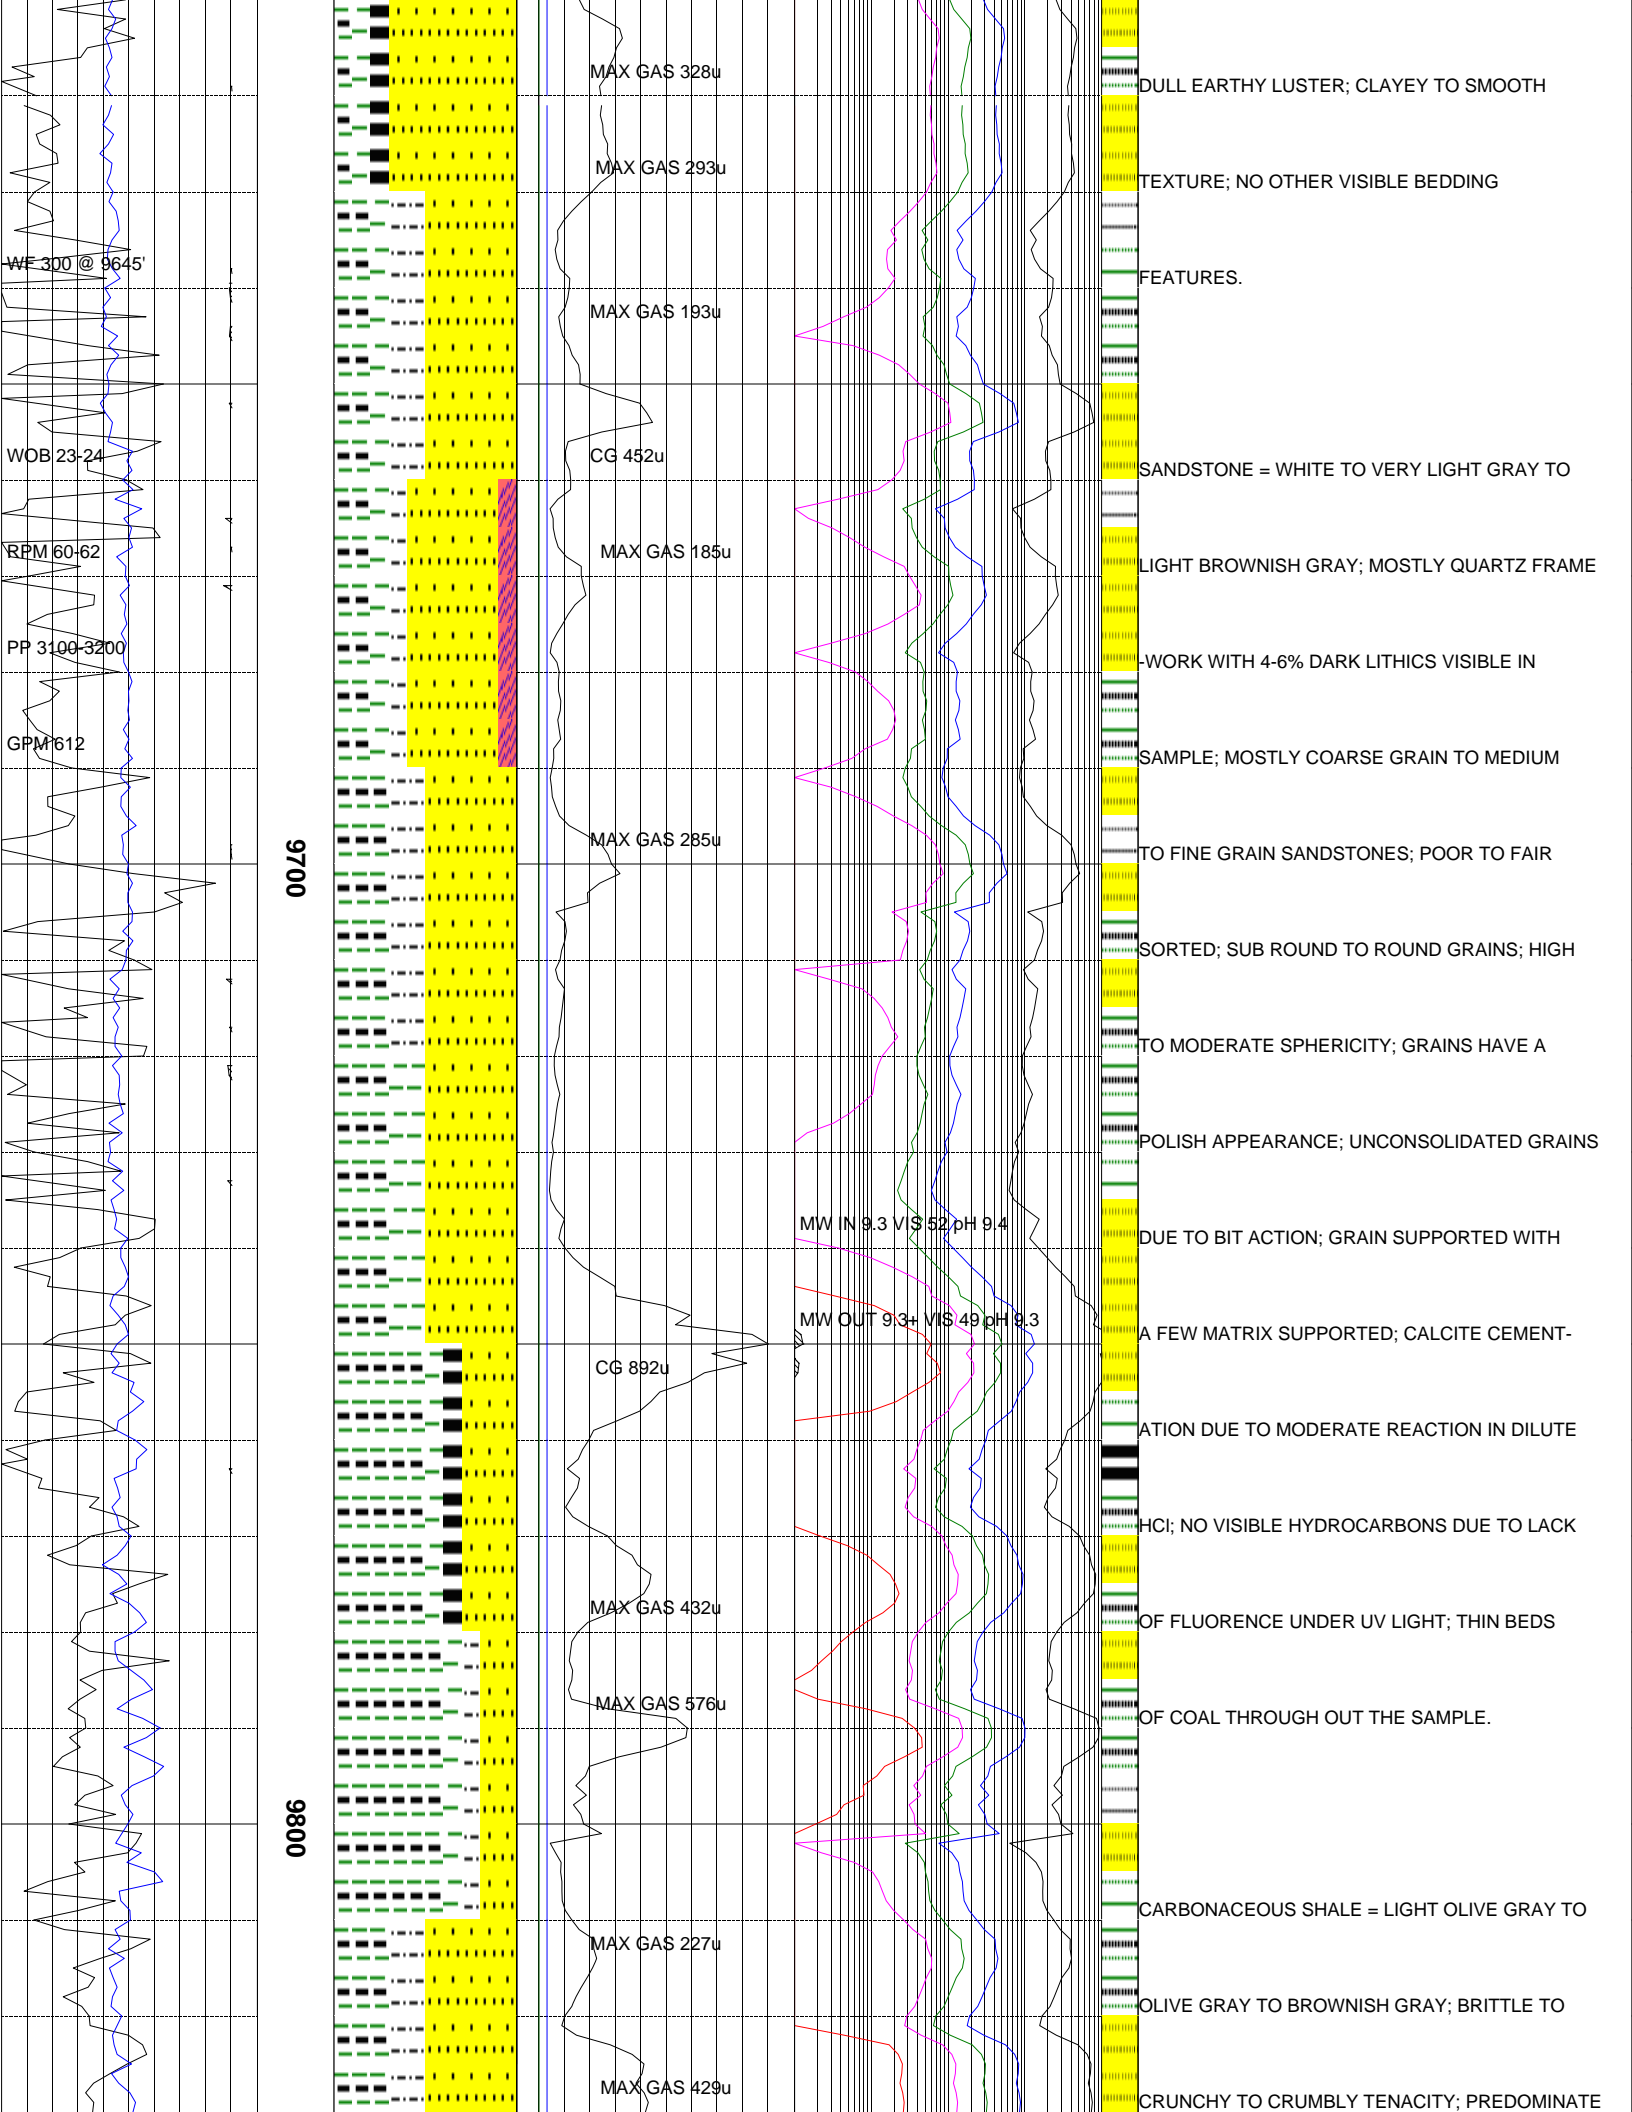 MAX GAS 328u
DULL EARTHY LUSTER; CLAYEY TO SMOOTH
MAX GAS 293u
TEXTURE; NO OTHER VISIBLE BEDDING
WF 300 @ 9645'
FEATURES.
MAX GAS 193u
WOB 23-24
CG 452u
SANDSTONE = WHITE TO VERY LIGHT GRAY TO
RPM 60-62
MAX GAS 185u
LIGHT BROWNISH GRAY; MOSTLY QUARTZ FRAME
PP 3100-3200
-WORK WITH 4-6% DARK LITHICS VISIBLE IN
GPM 612
SAMPLE; MOSTLY COARSE GRAIN TO MEDIUM
MAX GAS 285u
9700
TO FINE GRAIN SANDSTONES; POOR TO FAIR
SORTED; SUB ROUND TO ROUND GRAINS; HIGH
TO MODERATE SPHERICITY; GRAINS HAVE A
POLISH APPEARANCE; UNCONSOLIDATED GRAINS
MW IN 9.3 VIS 52 pH 9.4
DUE TO BIT ACTION; GRAIN SUPPORTED WITH
MW OUT 9.3+ VIS 49 pH 9.3
A FEW MATRIX SUPPORTED; CALCITE CEMENT-
CG 892u
ATION DUE TO MODERATE REACTION IN DILUTE
HCl; NO VISIBLE HYDROCARBONS DUE TO LACK
MAX GAS 432u
OF FLUORENCE UNDER UV LIGHT; THIN BEDS
MAX GAS 576u
OF COAL THROUGH OUT THE SAMPLE.
9800
CARBONACEOUS SHALE = LIGHT OLIVE GRAY TO
MAX GAS 227u
OLIVE GRAY TO BROWNISH GRAY; BRITTLE TO
MAX GAS 429u
CRUNCHY TO CRUMBLY TENACITY; PREDOMINATE